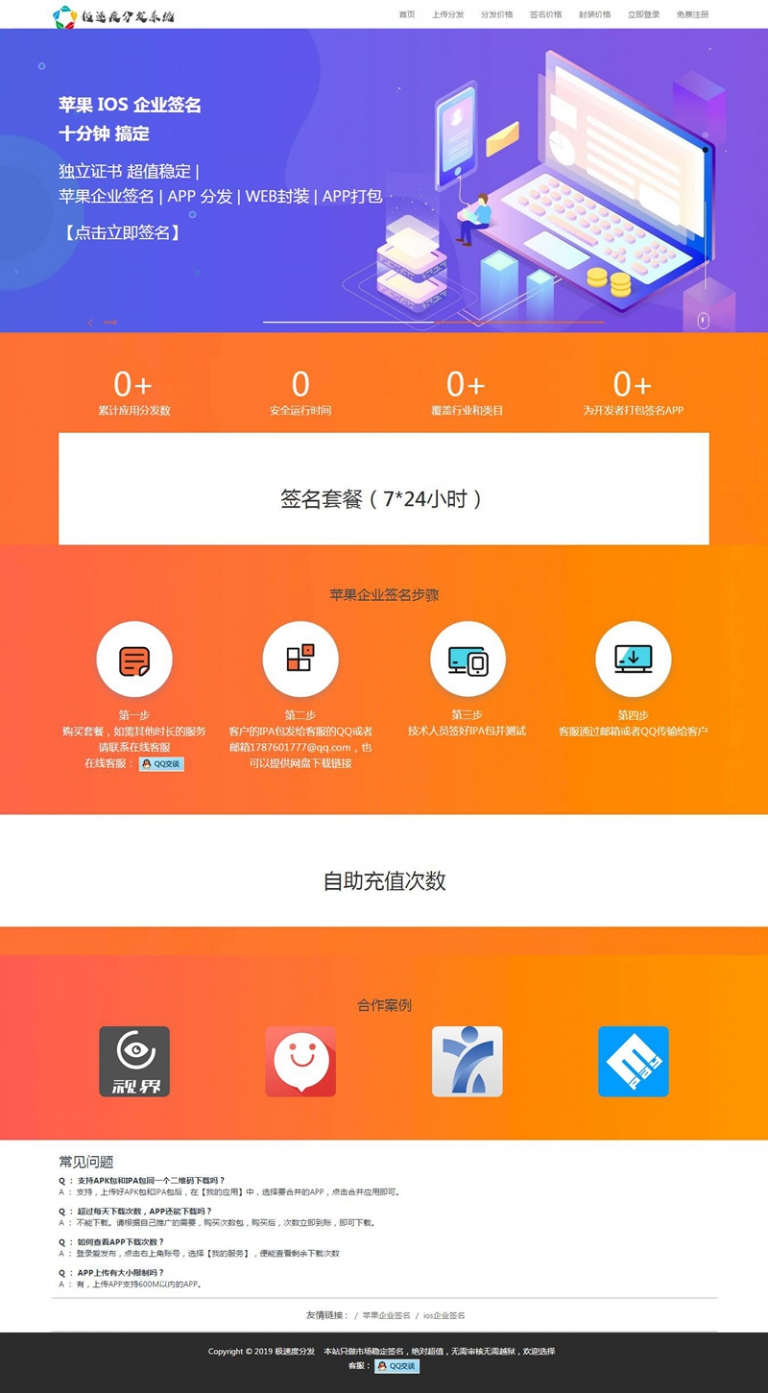 极速度分发系统
首页 上传分发 分发价格 签名价格 封装价格 立即登录 免费注册
苹果 IOS 企业签名
十分钟 搞定
独立证书 超值稳定 |
苹果企业签名 | APP 分发 | WEB封装 | APP打包
【点击立即签名】
0+ 0 0+ 0+
累计应用分发数 安全运行时间 覆盖行业和类目 为开发者打包签名APP
签名套餐（7*24小时）
苹果企业签名步骤
第一步
购买套餐，如需其他时长的服务
请联系在线客服
在线客服： QQ交谈
第二步
客户的IPA包发给客服的QQ或者
邮箱1787601777@qq.com，也
可以提供网盘下载链接
第三步
技术人员签好IPA包并测试
第四步
客服通过邮箱或者QQ传输给客户
自助充值次数
合作案例
视界
常见问题
Q ： 支持APK包和IPA包同一个二维码下载吗？
A ： 支持，上传好APK包和IPA包后，在【我的应用】中，选择要合并的APP，点击合并应用即可。
Q ： 超过每天下载次数，APP还能下载吗？
A ： 不能下载。请根据自己推广的需要，购买次数包，购买后，次数立即到账，即可下载。
Q ： 如何查看APP下载次数？
A ： 登录爱发布，点击右上角账号，选择【我的服务】，便能查看剩余下载次数
Q ： APP上传有大小限制吗？
A ： 有，上传APP支持600M以内的APP。
友情链接： / 苹果企业签名 / ios企业签名
Copyright © 2019 极速度分发 本站只做市场稳定签名，绝对超值，无需审核无需越狱，欢迎选择
客服： QQ交谈